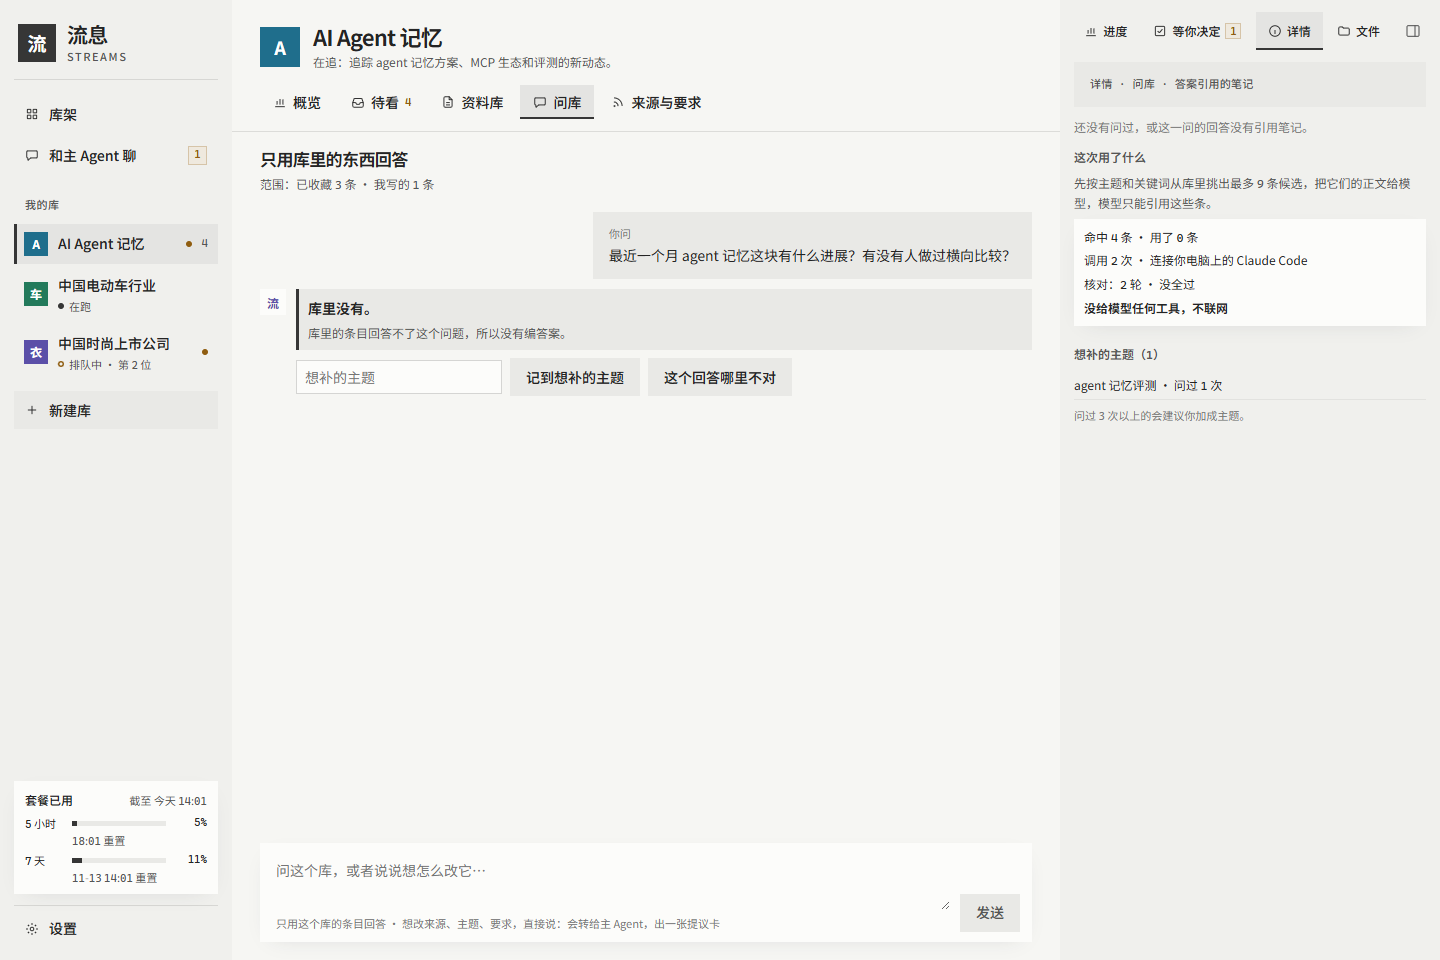 流
流息
STREAMS
库架
和主 Agent 聊 1
我的库
A AI Agent 记忆 4
车 中国电动车行业
在跑
衣 中国时尚上市公司
排队中 · 第 2 位
+ 新建库
套餐已用 截至 今天 14:01
5 小时 5%
18:01 重置
7 天 11%
11-13 14:01 重置
设置
A
AI Agent 记忆
在追：追踪 agent 记忆方案、MCP 生态和评测的新动态。
概览 待看 4 资料库 问库 来源与要求
只用库里的东西回答
范围：已收藏 3 条 · 我写的 1 条
你问
最近一个月 agent 记忆这块有什么进展？有没有人做过横向比较？
流
库里没有。
库里的条目回答不了这个问题，所以没有编答案。
想补的主题 记到想补的主题 这个回答哪里不对
问这个库，或者说说想怎么改它…
只用这个库的条目回答 · 想改来源、主题、要求，直接说：会转给主 Agent，出一张提议卡
发送
进度 等你决定 1 详情 文件
详情 · 问库 · 答案引用的笔记
还没有问过，或这一问的回答没有引用笔记。
这次用了什么
先按主题和关键词从库里挑出最多 9 条候选，把它们的正文给模
型，模型只能引用这些条。
命中 4 条 · 用了 0 条
调用 2 次 · 连接你电脑上的 Claude Code
核对：2 轮 · 没全过
没给模型任何工具，不联网
想补的主题（1）
agent 记忆评测 · 问过 1 次
问过 3 次以上的会建议你加成主题。